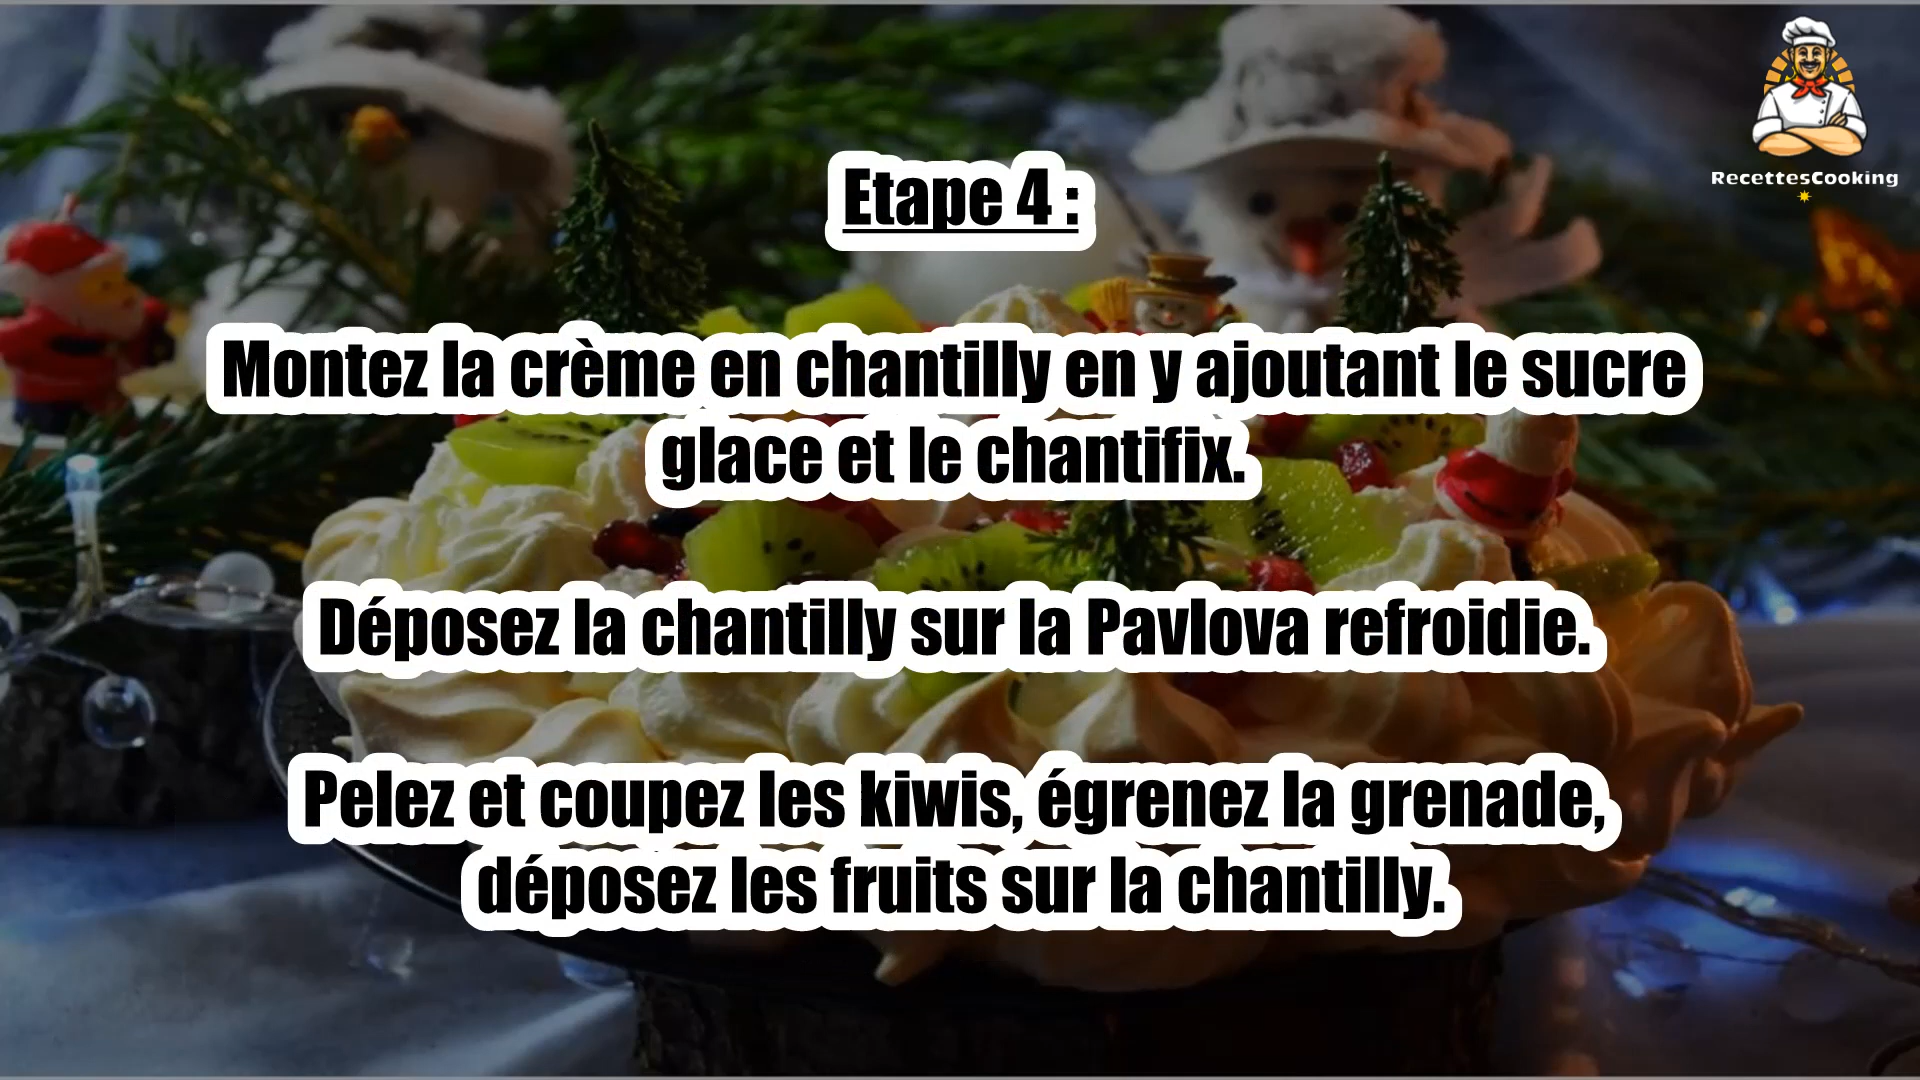 RecettesCooking
Etape 4 :
Montez la crème en chantilly en y ajoutant le sucre
glace et le chantifix.
Déposez la chantilly sur la Pavlova refroidie.
Pelez et coupez les kiwis, égrenez la grenade,
déposez les fruits sur la chantilly.